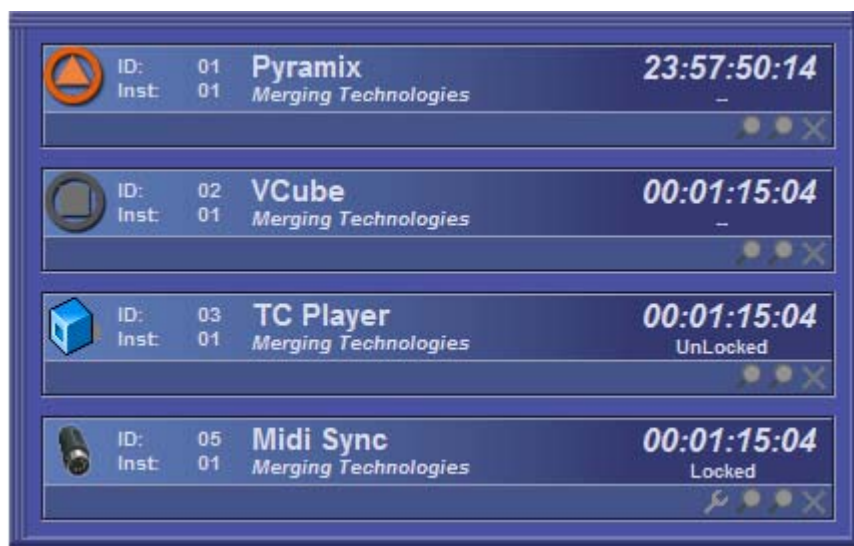 ID: 01 Pyramix 23:57:50:14
Inst: 01 Merging Technologies --
ID: 02 VCube 00:01:15:04
Inst: 01 Merging Technologies --
ID: 03 TC Player 00:01:15:04
Inst: 01 Merging Technologies UnLocked
ID: 05 Midi Sync 00:01:15:04
Inst: 01 Merging Technologies Locked